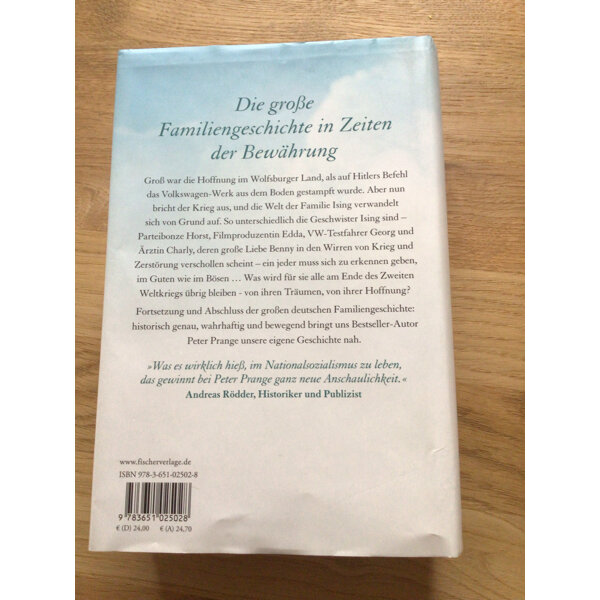 Die große
Familiengeschichte in Zeiten
der Bewährung
Groß war die Hoffnung im Wolfsburger Land, als auf Hitlers Befehl
das Volkswagen-Werk aus dem Boden gestampft wurde. Aber nun
bricht der Krieg aus, und die Welt der Familie Ising verwandelt
sich von Grund auf. So unterschiedlich die Geschwister Ising sind –
Parteibonze Horst, Filmproduzentin Edda, VW-Testfahrer Georg und
Ärztin Charly, deren große Liebe Benny in den Wirren von Krieg und
Zerstörung verschollen scheint – ein jeder muss sich zu erkennen geben,
im Guten wie im Bösen … Was wird für sie alle am Ende des Zweiten
Weltkriegs übrig bleiben - von ihren Träumen, von ihrer Hoffnung?
Fortsetzung und Abschluss der großen deutschen Familiengeschichte:
historisch genau, wahrhaftig und bewegend bringt uns Bestseller-Autor
Peter Prange unsere eigene Geschichte nah.
»Was es wirklich hieß, im Nationalsozialismus zu leben,
das gewinnt bei Peter Prange ganz neue Anschaulichkeit.«
Andreas Rödder, Historiker und Publizist
www.fischerverlage.de
ISBN 978-3-651-02502-8
9 783651 025028
€ (D) 24,00 € (A) 24,70